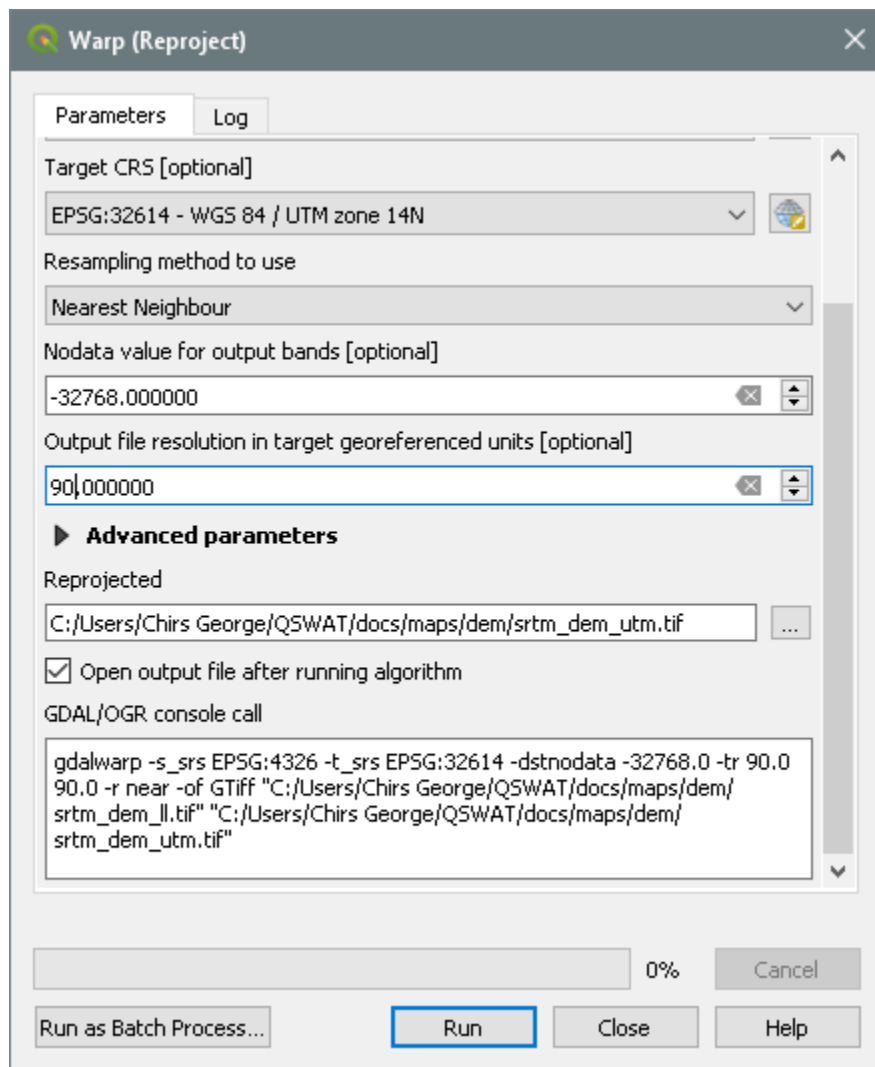 Warp (Reproject)
Parameters
Log
Target CRS [optional]
EPSG:32614 - WGS 84 / UTM zone 14N
Resampling method to use
Nearest Neighbour
Nodata value for output bands [optional]
-32768.000000
Output file resolution in target georeferenced units [optional]
90.000000
Advanced parameters
Reprojected
C:/Users/Chirs George/QSWAT/docs/maps/dem/srtm_dem_utm.tif
...
Open output file after running algorithm
GDAL/OGR console call
gdalwarp -s_srs EPSG:4326 -t_srs EPSG:32614 -dstnodata -32768.0 -tr 90.0
90.0 -r near -of GTiff "C:/Users/Chirs George/QSWAT/docs/maps/dem/
srtm_dem_ll.tif" "C:/Users/Chirs George/QSWAT/docs/maps/dem/
srtm_dem_utm.tif"
0%
Cancel
Run as Batch Process...
Run
Close
Help